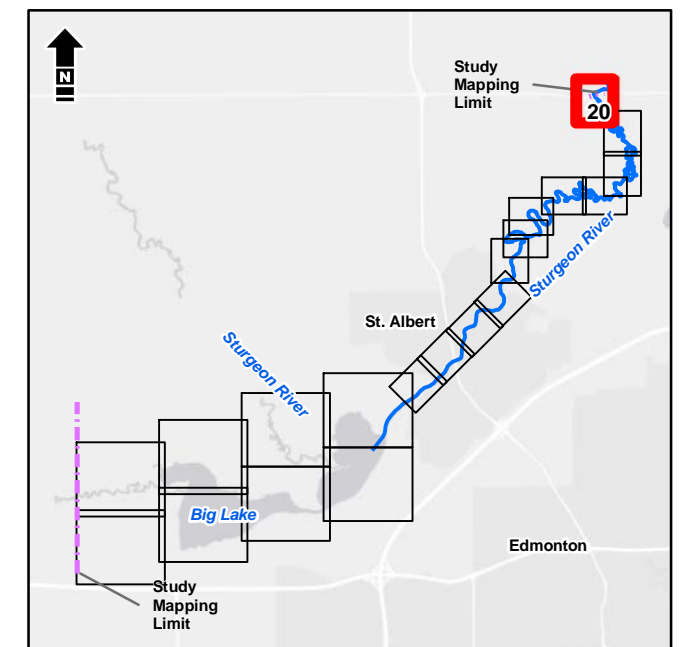 N
Study
Mapping
Limit
20
Sturgeon River
St. Albert
Sturgeon River
Big Lake
Edmonton
Study
Mapping
Limit